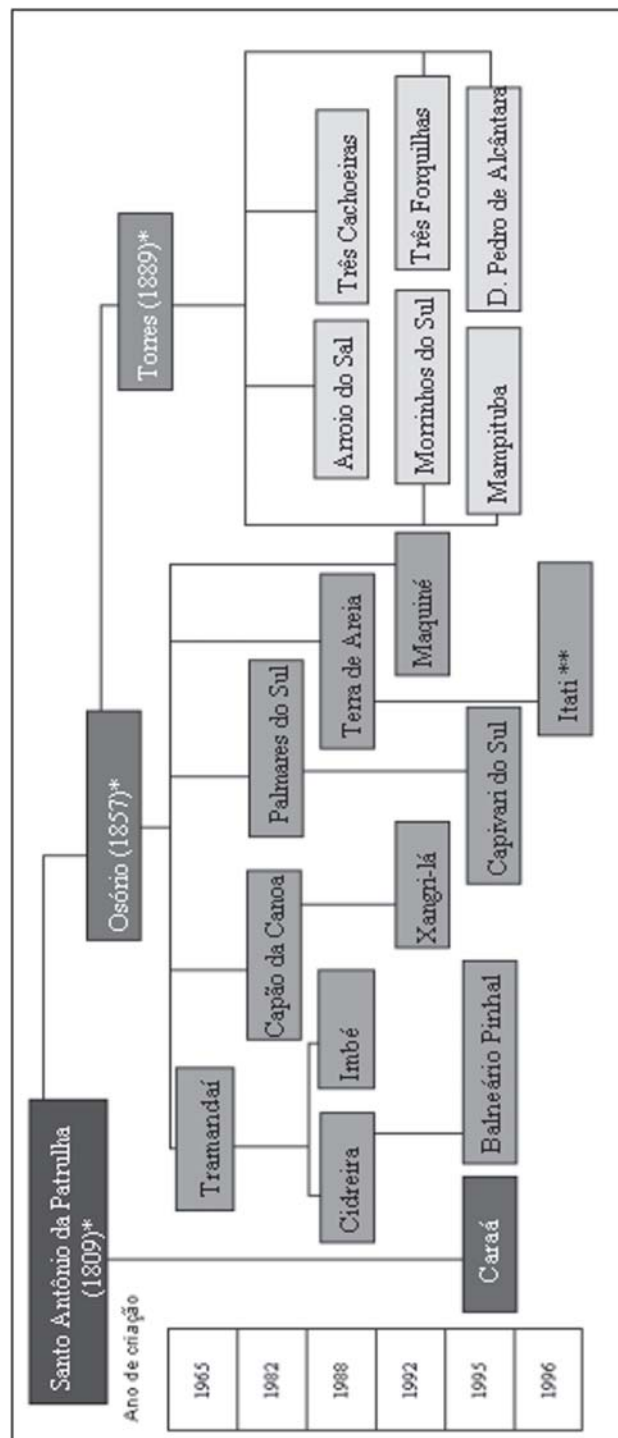 Santo Antônio da Patrulha
(1809)*
Osório (1857)*
Torres (1889)*
Ano de criação
1965
Tramandaí
1982
Capão da Canoa
Palmares do Sul
1988
Cidreira
Imbé
Terra de Areia
Arroio do Sal
Três Cachoeiras
1992
Xangri-lá
Maquiné
Morrinhos do Sul
Três Forquilhas
1995
Caraá
Balneário Pinhal
Capivari do Sul
Mampituba
D. Pedro de Alcântara
1996
Itati **